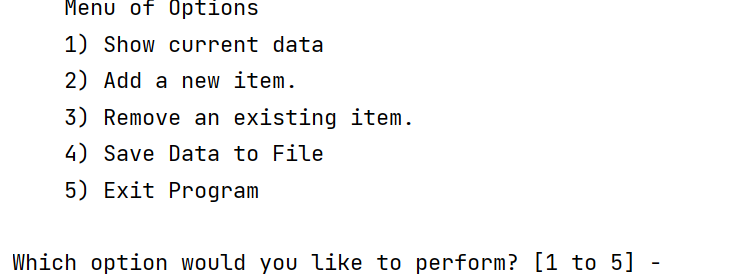 Menu of Options
1) Show current data
2) Add a new item.
3) Remove an existing item.
4) Save Data to File
5) Exit Program
Which option would you like to perform? [1 to 5] -